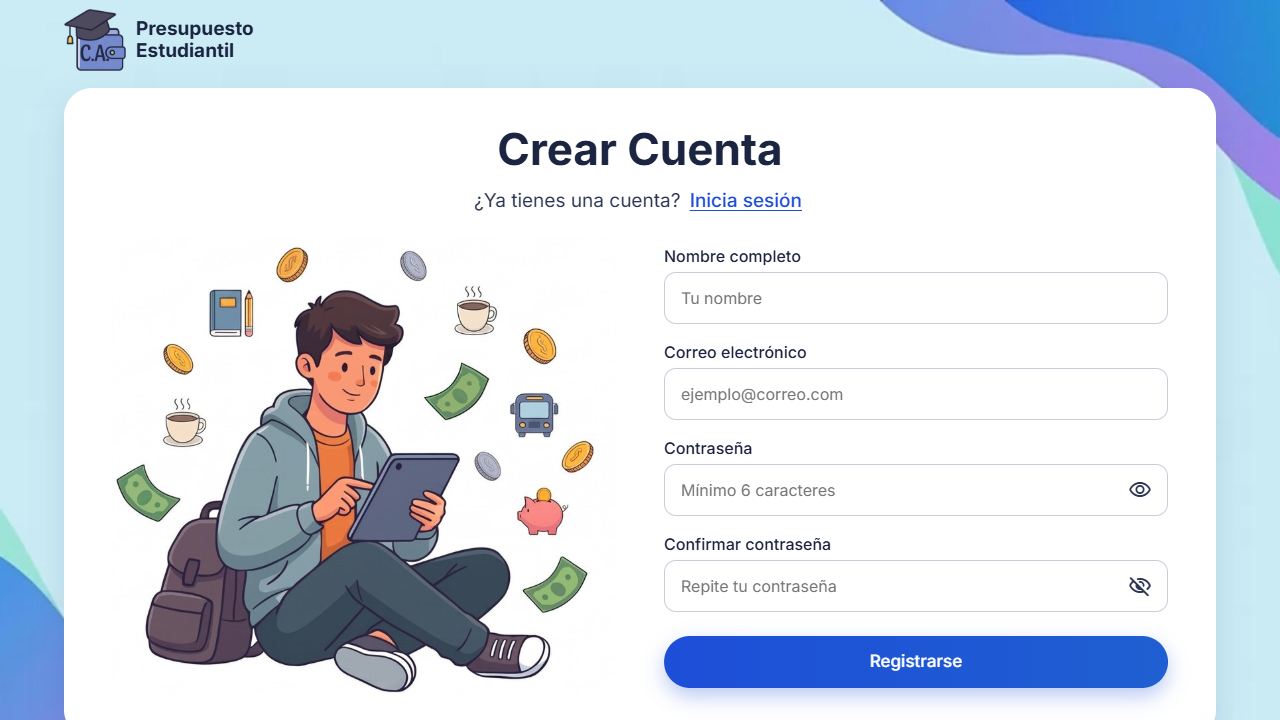 Presupuesto
Estudiantil
C.A.
Crear Cuenta
¿Ya tienes una cuenta? Inicia sesión
Nombre completo
Tu nombre
Correo electrónico
ejemplo@correo.com
Contraseña
Mínimo 6 caracteres
Confirmar contraseña
Repite tu contraseña
Registrarse